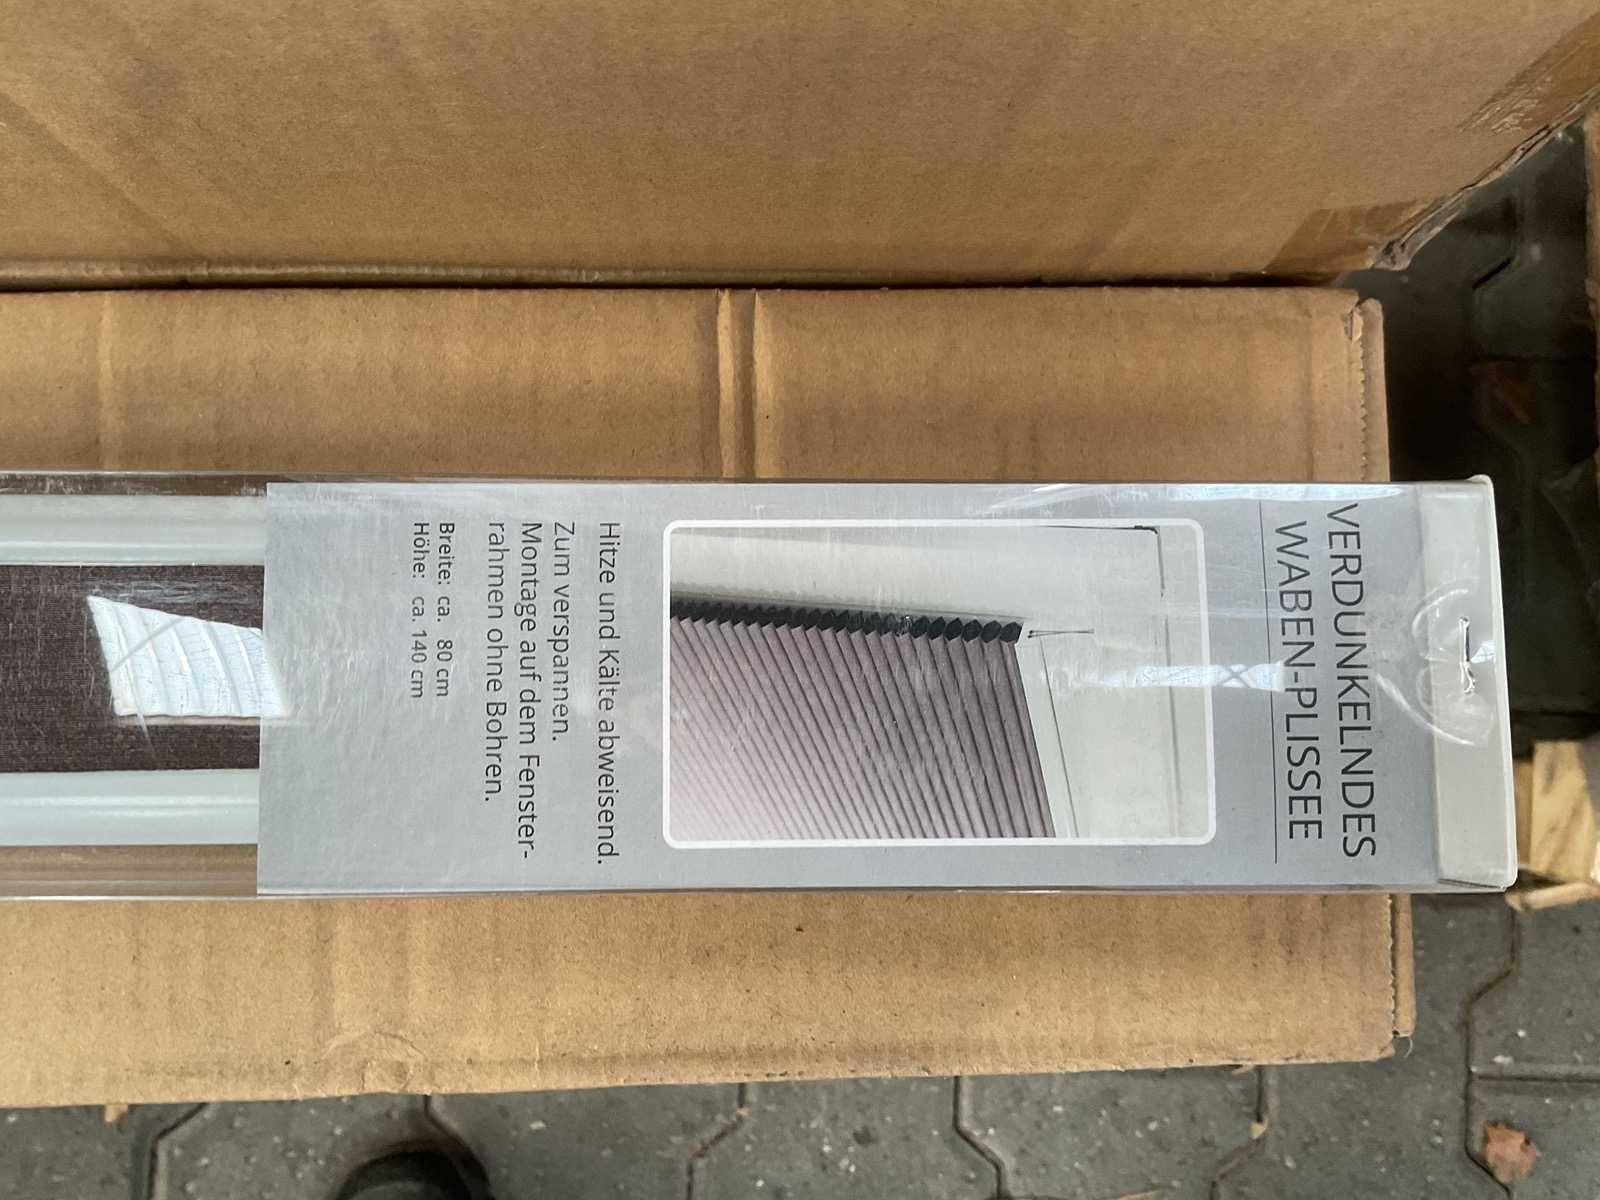 VERDUNKELNDES
WABEN-PLISSEE
Hitze und Kälte abweisend.
Zum verspannen.
Montage auf dem Fenster-
rahmen ohne Bohren.
Breite: ca. 80 cm
Höhe: ca. 140 cm